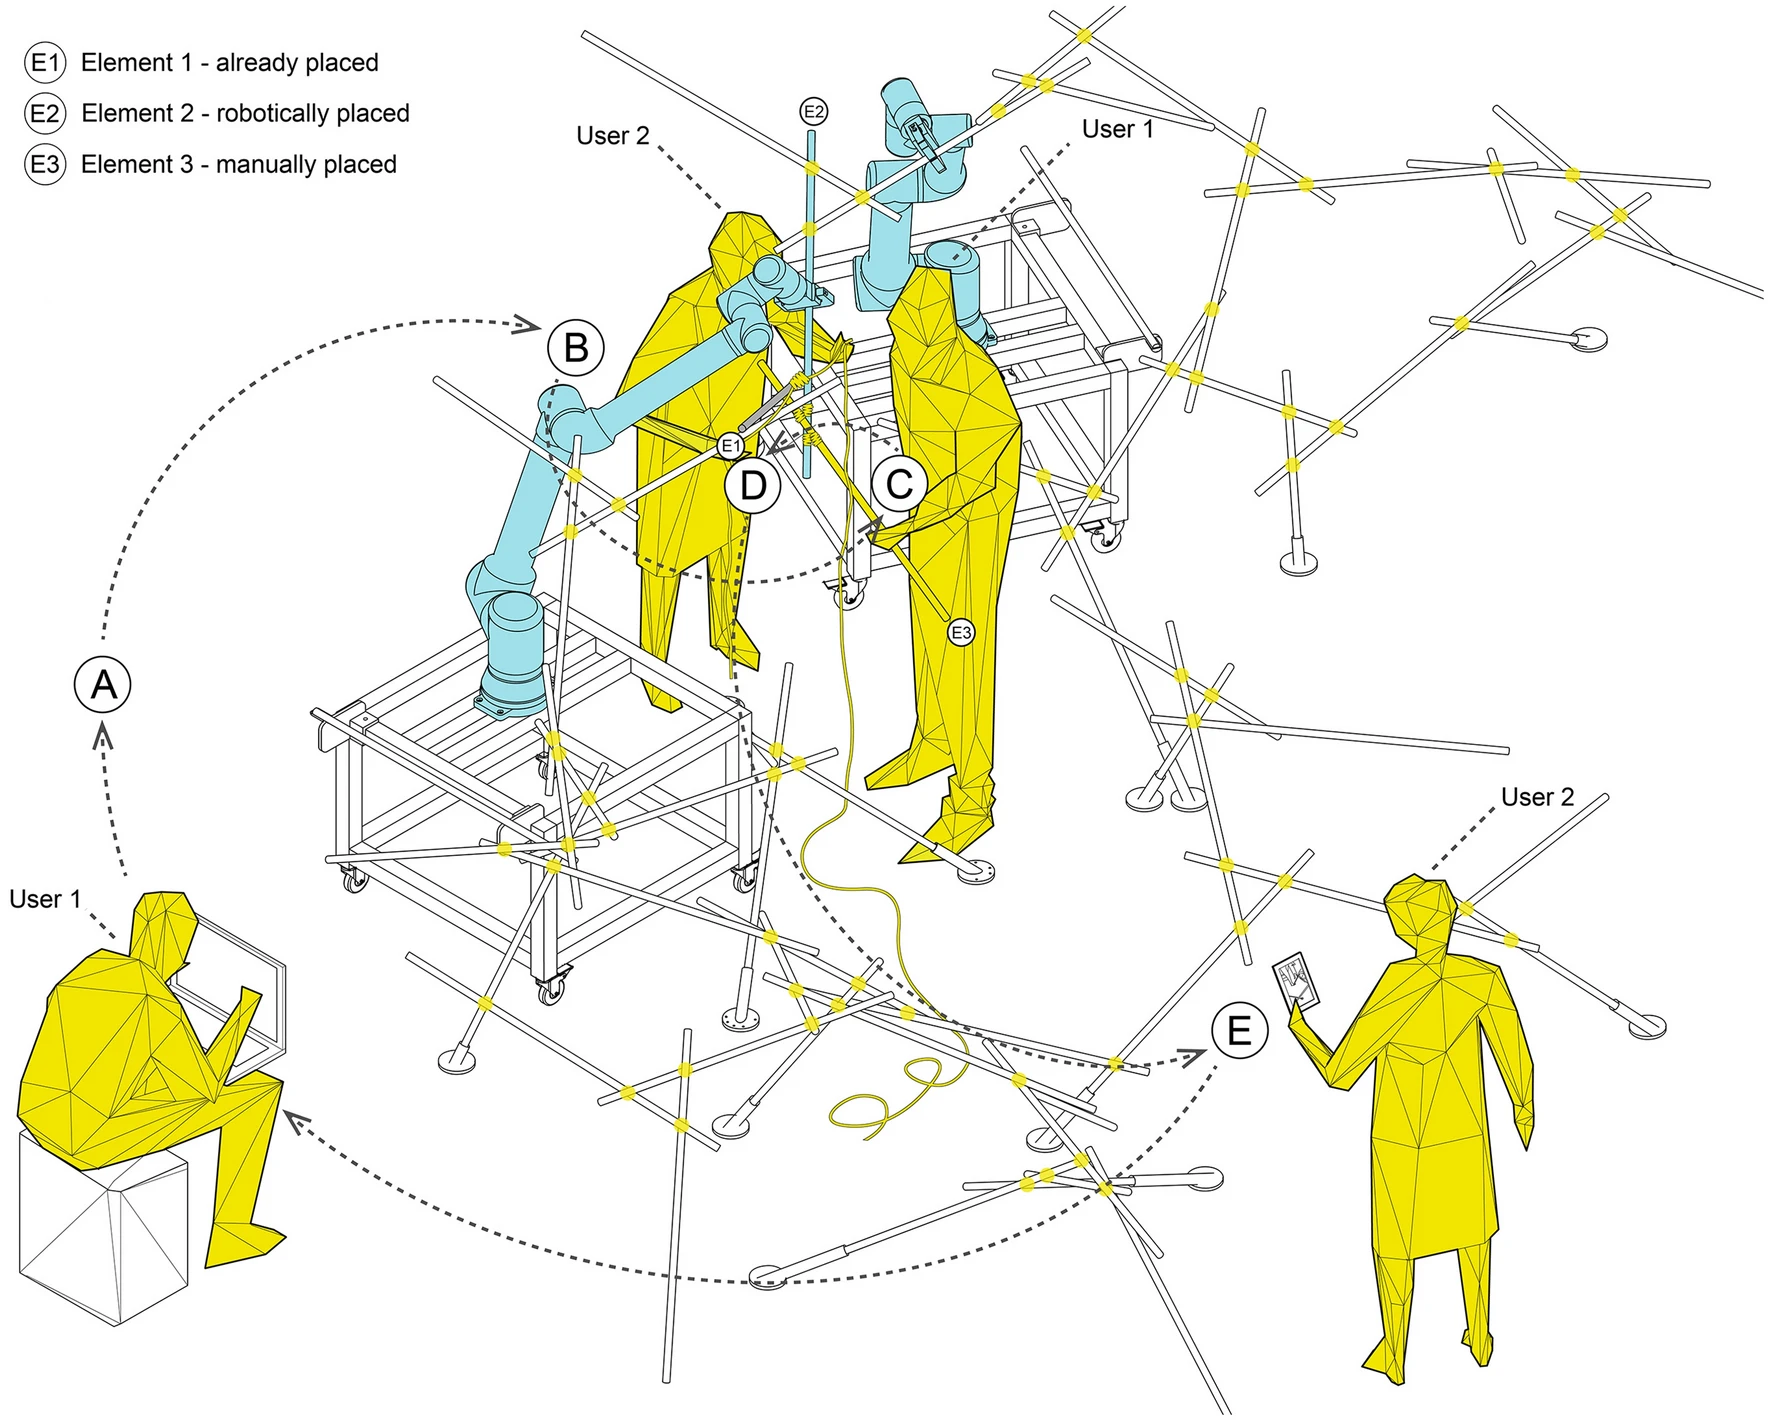 E1 Element 1 - already placed
E2 Element 2 - robotically placed
E3 Element 3 - manually placed
E2
User 2
User 1
B
E1
D
C
E3
A
User 2
User 1
E